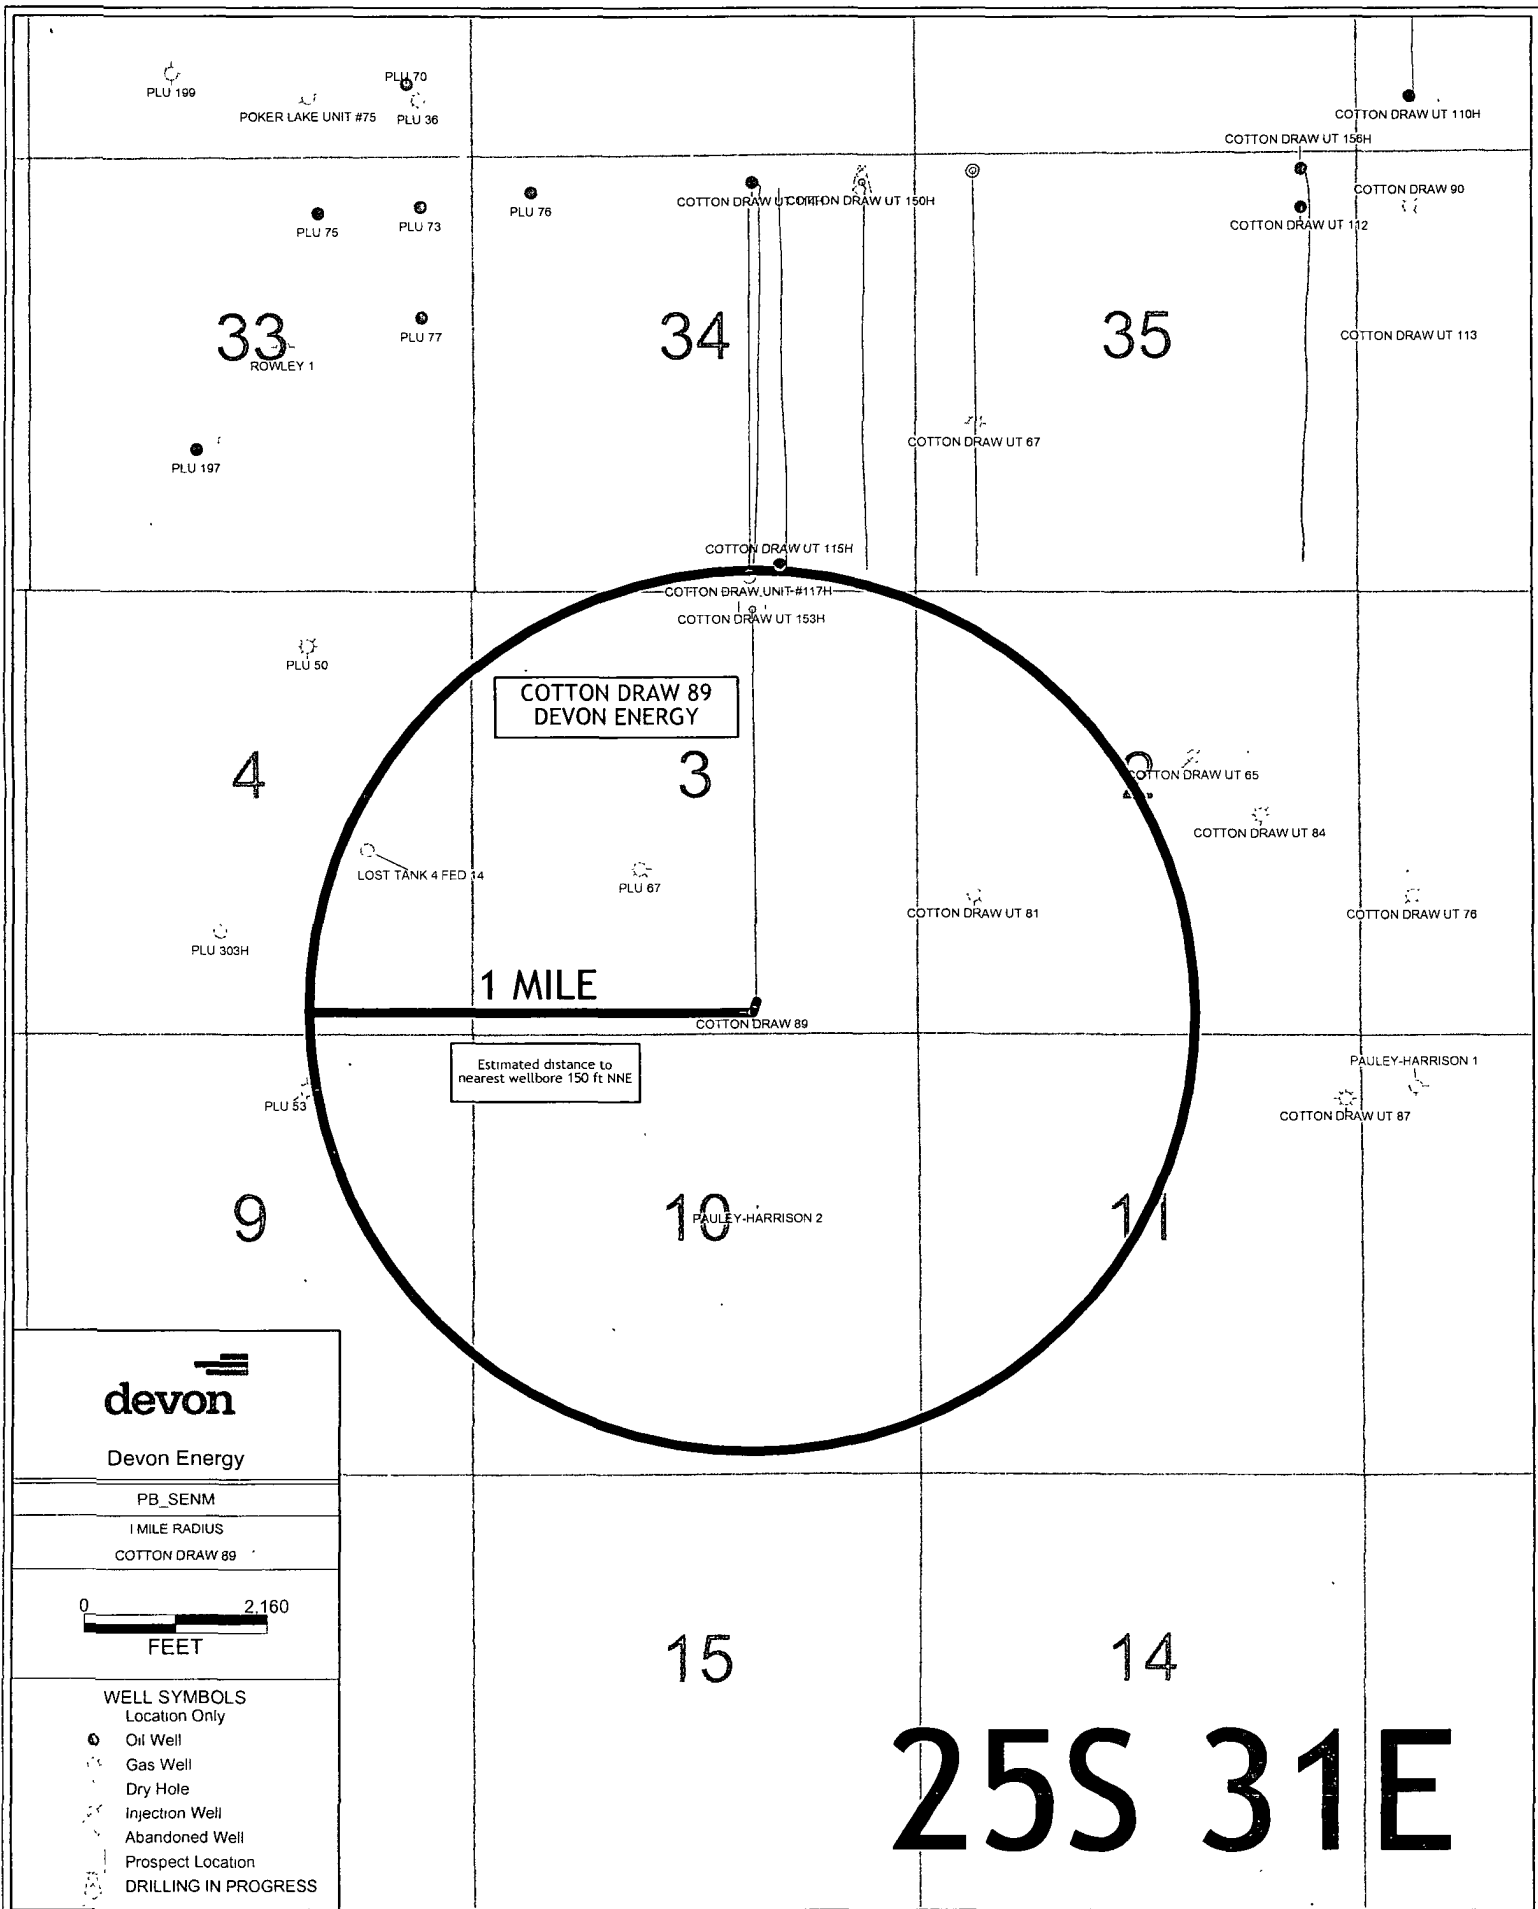 PLU 199
POKER LAKE UNIT #75
PLU 70
PLU 36
COTTON DRAW UT 110H
COTTON DRAW UT 156H
COTTON DRAW 90
COTTON DRAW UT 112
PLU 75
PLU 73
PLU 76
COTTON DRAW UT 114H
COTTON DRAW UT 150H
33
34
35
PLU 77
ROWLEY 1
COTTON DRAW UT 113
PLU 197
COTTON DRAW UT 67
COTTON DRAW UT 115H
COTTON DRAW UNIT #117H
COTTON DRAW UT 153H
PLU 50
COTTON DRAW 89
DEVON ENERGY
4
3
2
COTTON DRAW UT 65
COTTON DRAW UT 84
LOST TANK 4 FED 14
PLU 67
COTTON DRAW UT 81
COTTON DRAW UT 76
PLU 303H
1 MILE
COTTON DRAW 89
Estimated distance to
nearest wellbore 150 ft NNE
PLU 53
PAULEY-HARRISON 1
COTTON DRAW UT 87
9
10
PAULEY-HARRISON 2
11
devon
Devon Energy
PB_SENM
1 MILE RADIUS
COTTON DRAW 89
0 2,160
FEET
15
14
WELL SYMBOLS
Location Only
Oil Well
Gas Well
Dry Hole
Injection Well
Abandoned Well
Prospect Location
DRILLING IN PROGRESS
25S 31E